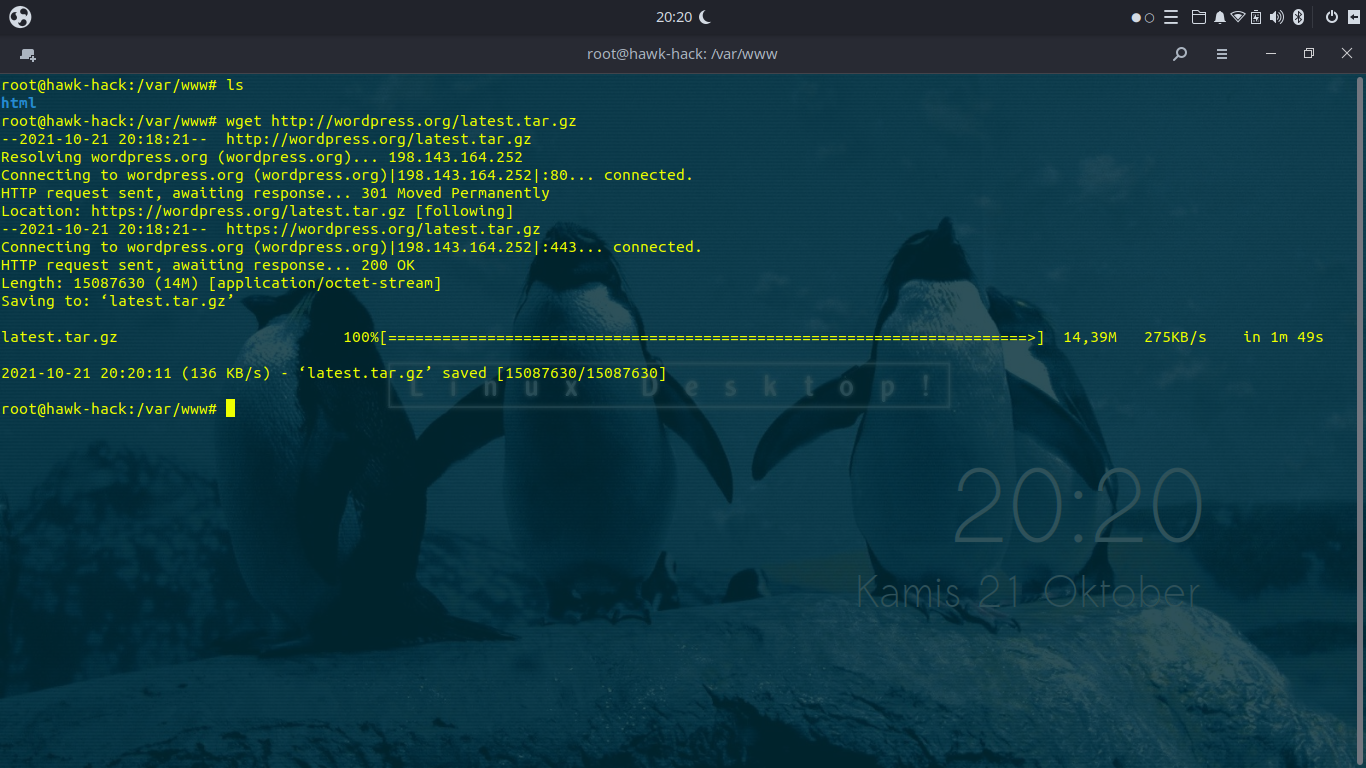 20:20
root@hawk-hack: /var/www
root@hawk-hack:/var/www# ls
html
root@hawk-hack:/var/www# wget http://wordpress.org/latest.tar.gz
--2021-10-21 20:18:21--  http://wordpress.org/latest.tar.gz
Resolving wordpress.org (wordpress.org)... 198.143.164.252
Connecting to wordpress.org (wordpress.org)|198.143.164.252|:80... connected.
HTTP request sent, awaiting response... 301 Moved Permanently
Location: https://wordpress.org/latest.tar.gz [following]
--2021-10-21 20:18:21--  https://wordpress.org/latest.tar.gz
Connecting to wordpress.org (wordpress.org)|198.143.164.252|:443... connected.
HTTP request sent, awaiting response... 200 OK
Length: 15087630 (14M) [application/octet-stream]
Saving to: ‘latest.tar.gz’
latest.tar.gz 100%[=======================================================================>] 14,39M 275KB/s in 1m 49s
2021-10-21 20:20:11 (136 KB/s) - ‘latest.tar.gz’ saved [15087630/15087630]
Linux Desktop!
root@hawk-hack:/var/www#
20:20
Kamis 21 Oktober